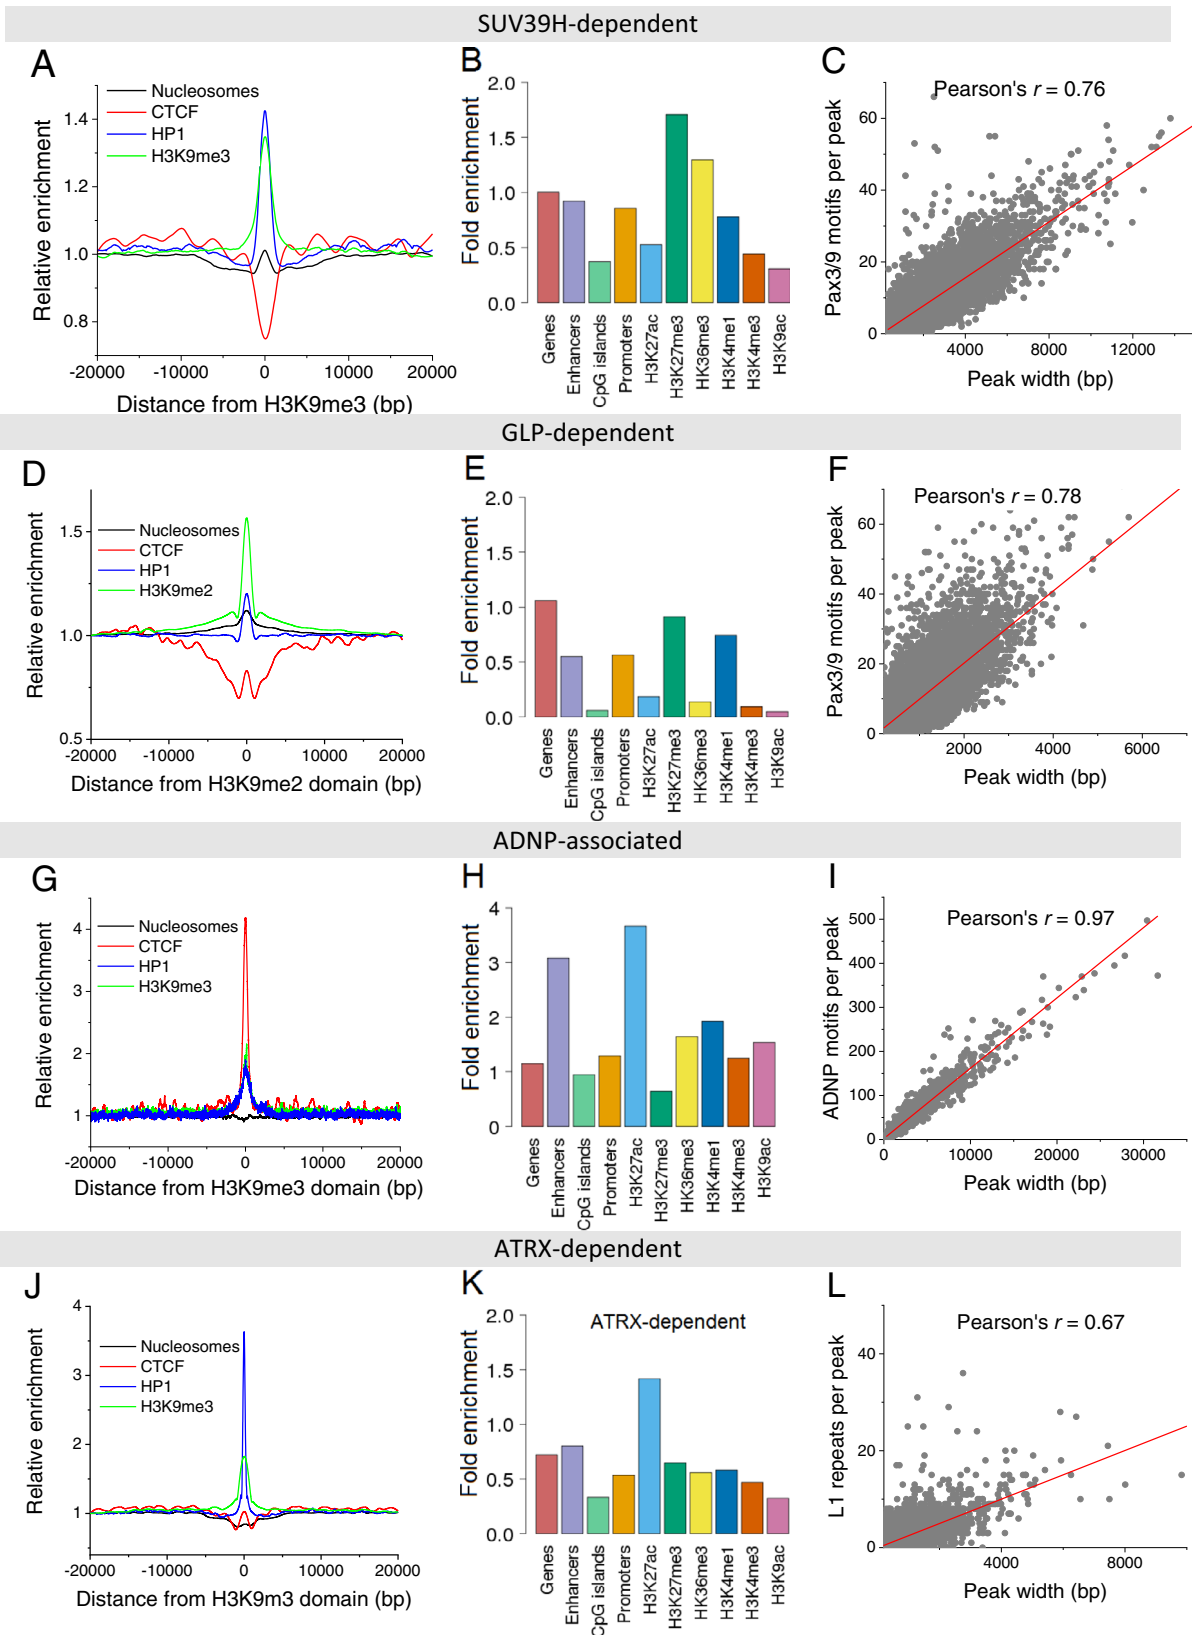 SUV39H-dependent
A
Nucleosomes
CTCF
HP1
H3K9me3
Relative enrichment
1.4
1.2
1.0
0.8
-20000 -10000 0 10000 20000
Distance from H3K9me3 (bp)
B
Fold enrichment
2.0
1.0
0.5
0.0
Genes
Enhancers
CpG islands
Promoters
H3K27ac
H3K27me3
HK36me3
H3K4me1
H3K4me3
H3K9ac
C
Pearson's r = 0.76
Pax3/9 motifs per peak
60
40
20
0
4000 8000 12000
Peak width (bp)
GLP-dependent
D
Nucleosomes
CTCF
HP1
H3K9me2
Relative enrichment
1.5
1.0
0.5
-20000 -10000 0 10000 20000
Distance from H3K9me2 domain (bp)
E
Fold enrichment
2.0
1.0
0.5
0.0
Genes
Enhancers
CpG islands
Promoters
H3K27ac
H3K27me3
HK36me3
H3K4me1
H3K4me3
H3K9ac
F
Pearson's r = 0.78
Pax3/9 motifs per peak
60
40
20
0
2000 4000 6000
Peak width (bp)
ADNP-associated
G
Nucleosomes
CTCF
HP1
H3K9me3
Relative enrichment
4
3
2
1
-20000 -10000 0 10000 20000
Distance from H3K9me3 domain (bp)
H
Fold enrichment
4
3
2
1
0
Genes
Enhancers
CpG islands
Promoters
H3K27ac
H3K27me3
HK36me3
H3K4me1
H3K4me3
H3K9ac
I
Pearson's r = 0.97
ADNP motifs per peak
500
400
300
200
100
0
0 10000 20000 30000
Peak width (bp)
ATRX-dependent
J
Nucleosomes
CTCF
HP1
H3K9me3
Relative enrichment
4
3
2
1
-20000 -10000 0 10000 20000
Distance from H3K9m3 domain (bp)
K
ATRX-dependent
Fold enrichment
2.0
1.5
1.0
0.5
0.0
Genes
Enhancers
CpG islands
Promoters
H3K27ac
H3K27me3
HK36me3
H3K4me1
H3K4me3
H3K9ac
L
Pearson's r = 0.67
L1 repeats per peak
40
20
0
4000 8000
Peak width (bp)